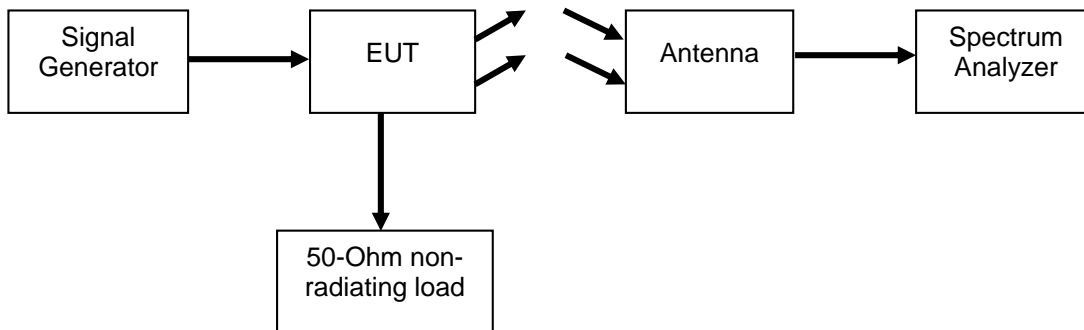 Signal
Generator
EUT
Antenna
Spectrum
Analyzer
50-Ohm non-
radiating load